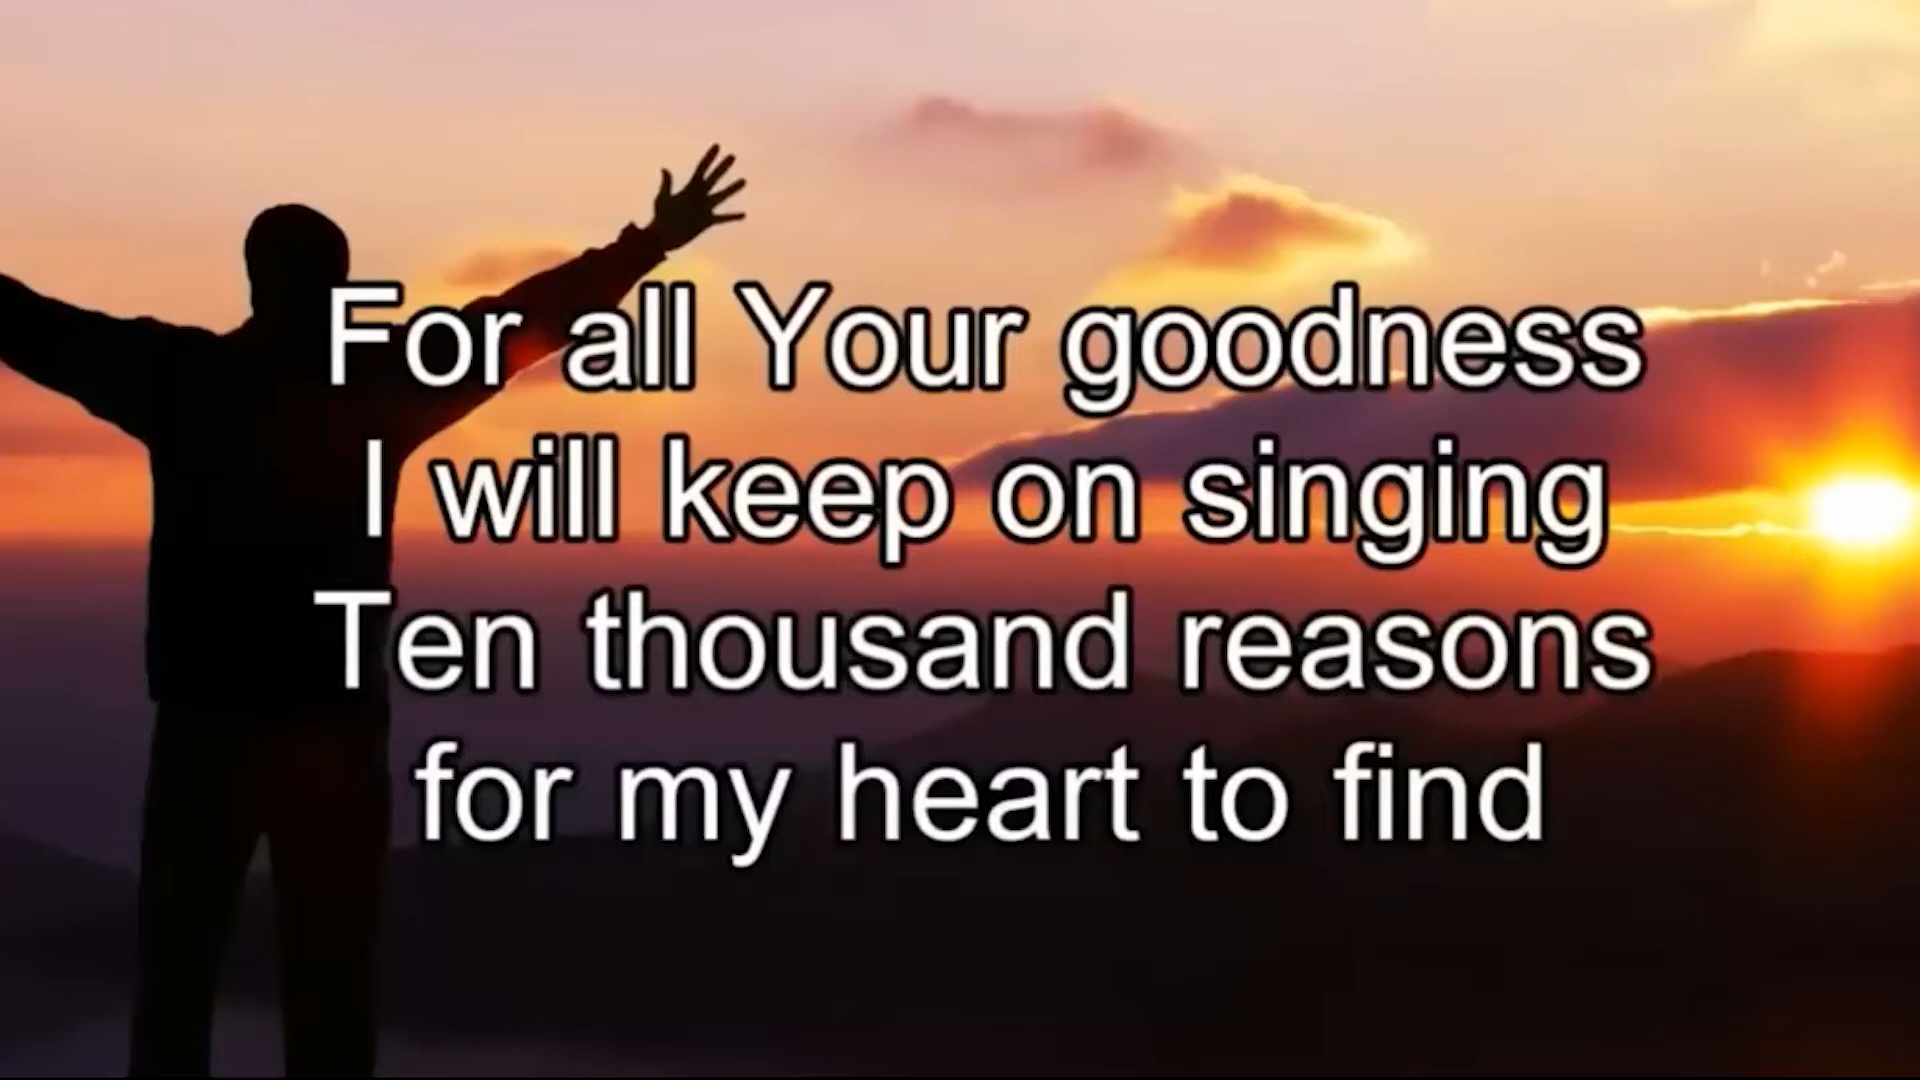 For all Your goodness
I will keep on singing
Ten thousand reasons
for my heart to find